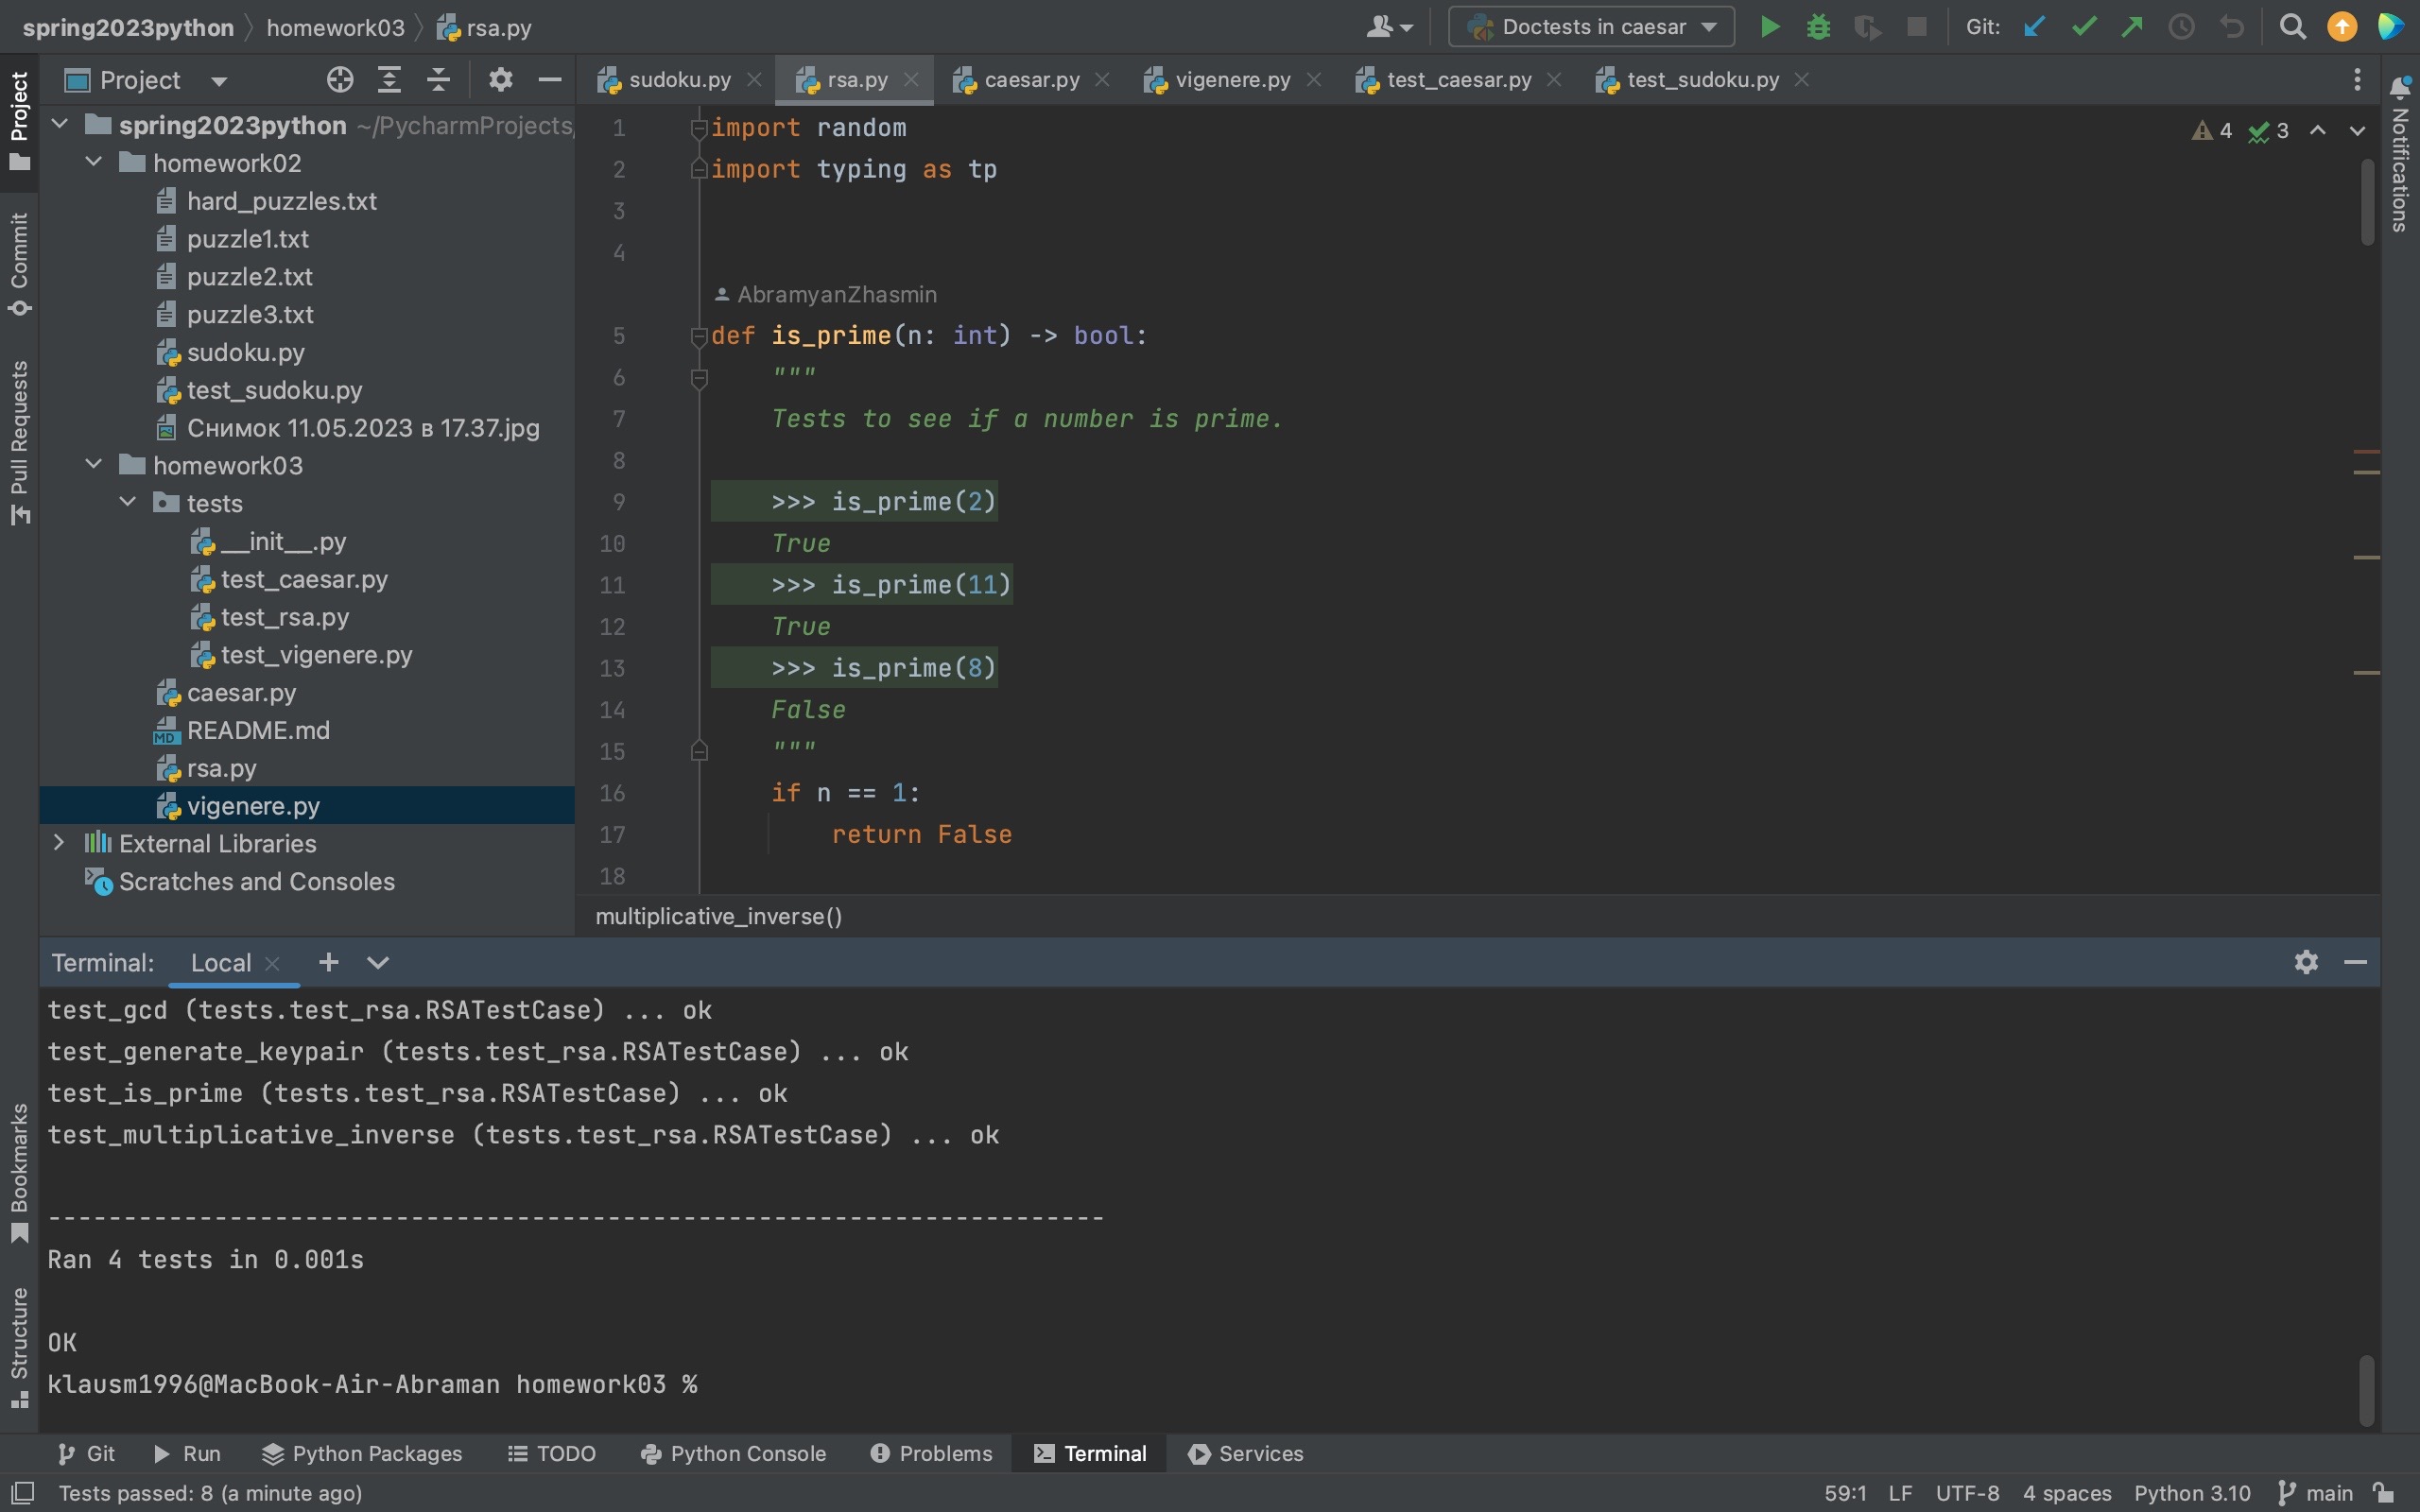 spring2023python homework03 rsa.py
Doctests in caesar
Git:
Project
sudoku.py
rsa.py
caesar.py
vigenere.py
test_caesar.py
test_sudoku.py
Project
Commit
Pull Requests
Bookmarks
Structure
spring2023python ~/PycharmProjects/
homework02
hard_puzzles.txt
puzzle1.txt
puzzle2.txt
puzzle3.txt
sudoku.py
test_sudoku.py
Снимок 11.05.2023 в 17.37.jpg
homework03
tests
__init__.py
test_caesar.py
test_rsa.py
test_vigenere.py
caesar.py
MD README.md
rsa.py
vigenere.py
External Libraries
Scratches and Consoles
4 3
Notifications
1 import random
2 import typing as tp
3
4
AbramyanZhasmin
5 def is_prime(n: int) -> bool:
6 """
7 Tests to see if a number is prime.
8
9 >>> is_prime(2)
10 True
11 >>> is_prime(11)
12 True
13 >>> is_prime(8)
14 False
15 """
16 if n == 1:
17 return False
18
multiplicative_inverse()
Terminal: Local
test_gcd (tests.test_rsa.RSATestCase) ... ok
test_generate_keypair (tests.test_rsa.RSATestCase) ... ok
test_is_prime (tests.test_rsa.RSATestCase) ... ok
test_multiplicative_inverse (tests.test_rsa.RSATestCase) ... ok
----------------------------------------------------------------------
Ran 4 tests in 0.001s
OK
klausm1996@MacBook-Air-Abraman homework03 %
Git Run Python Packages TODO Python Console Problems Terminal Services
Tests passed: 8 (a minute ago)
59:1 LF UTF-8 4 spaces Python 3.10 main